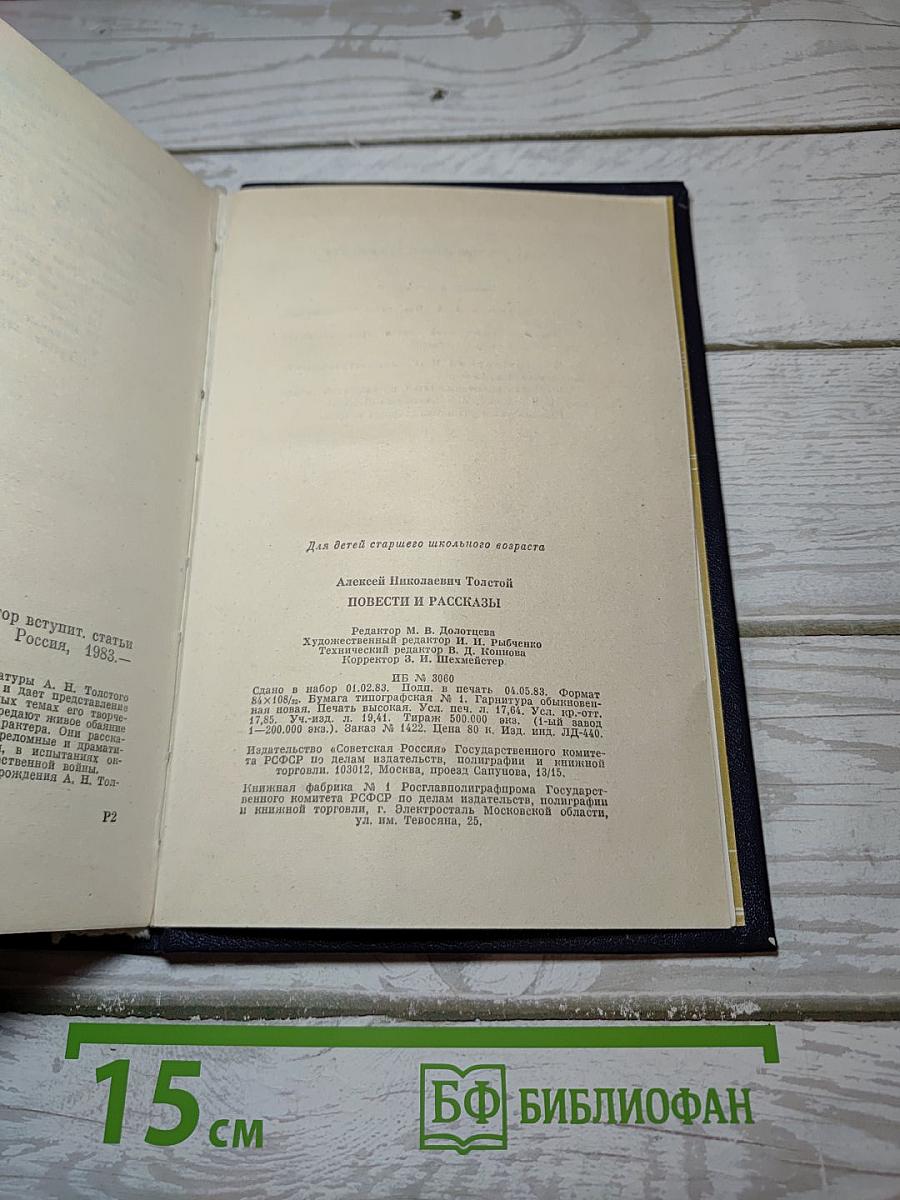 тор вступит. статьи
Россия, 1983.—
атуры А. Н. Толстого
и дает представление
ых темах его творче-
редают живое обаяние
рактера. Они расска-
реломные и драмати-
, в испытаниях ок-
ественной войны.
рождения А. Н. Тол-
Р2
Для детей старшего школьного возраста
Алексей Николаевич Толстой
ПОВЕСТИ И РАССКАЗЫ
Редактор М. В. Долотцева
Художественный редактор И. И. Рыбченко
Технический редактор В. Д. Коннова
Корректор З. И. Шехмейстер
ИБ № 3060
Сдано в набор 01.02.83. Подп. в печать 04.05.83. Формат
84×108/32. Бумага типографская № 1. Гарнитура обыкновен-
ная новая. Печать высокая. Усл. печ. л. 17,64. Усл. кр.-отт.
17,85. Уч.-изд. л. 19,41. Тираж 500.000 экз. (1-ый завод
1—200.000 экз.). Заказ № 1422. Цена 80 к. Изд. инд. ЛД-440.
Издательство «Советская Россия» Государственного комите-
та РСФСР по делам издательств, полиграфии и книжной
торговли. 103012, Москва, проезд Сапунова, 13/15.
Книжная фабрика № 1 Росглавполиграфпрома Государст-
венного комитета РСФСР по делам издательств, полиграфии
и книжной торговли, г. Электросталь Московской области,
ул. им. Тевосяна, 25.
15 см
БФ БИБЛИОФАН